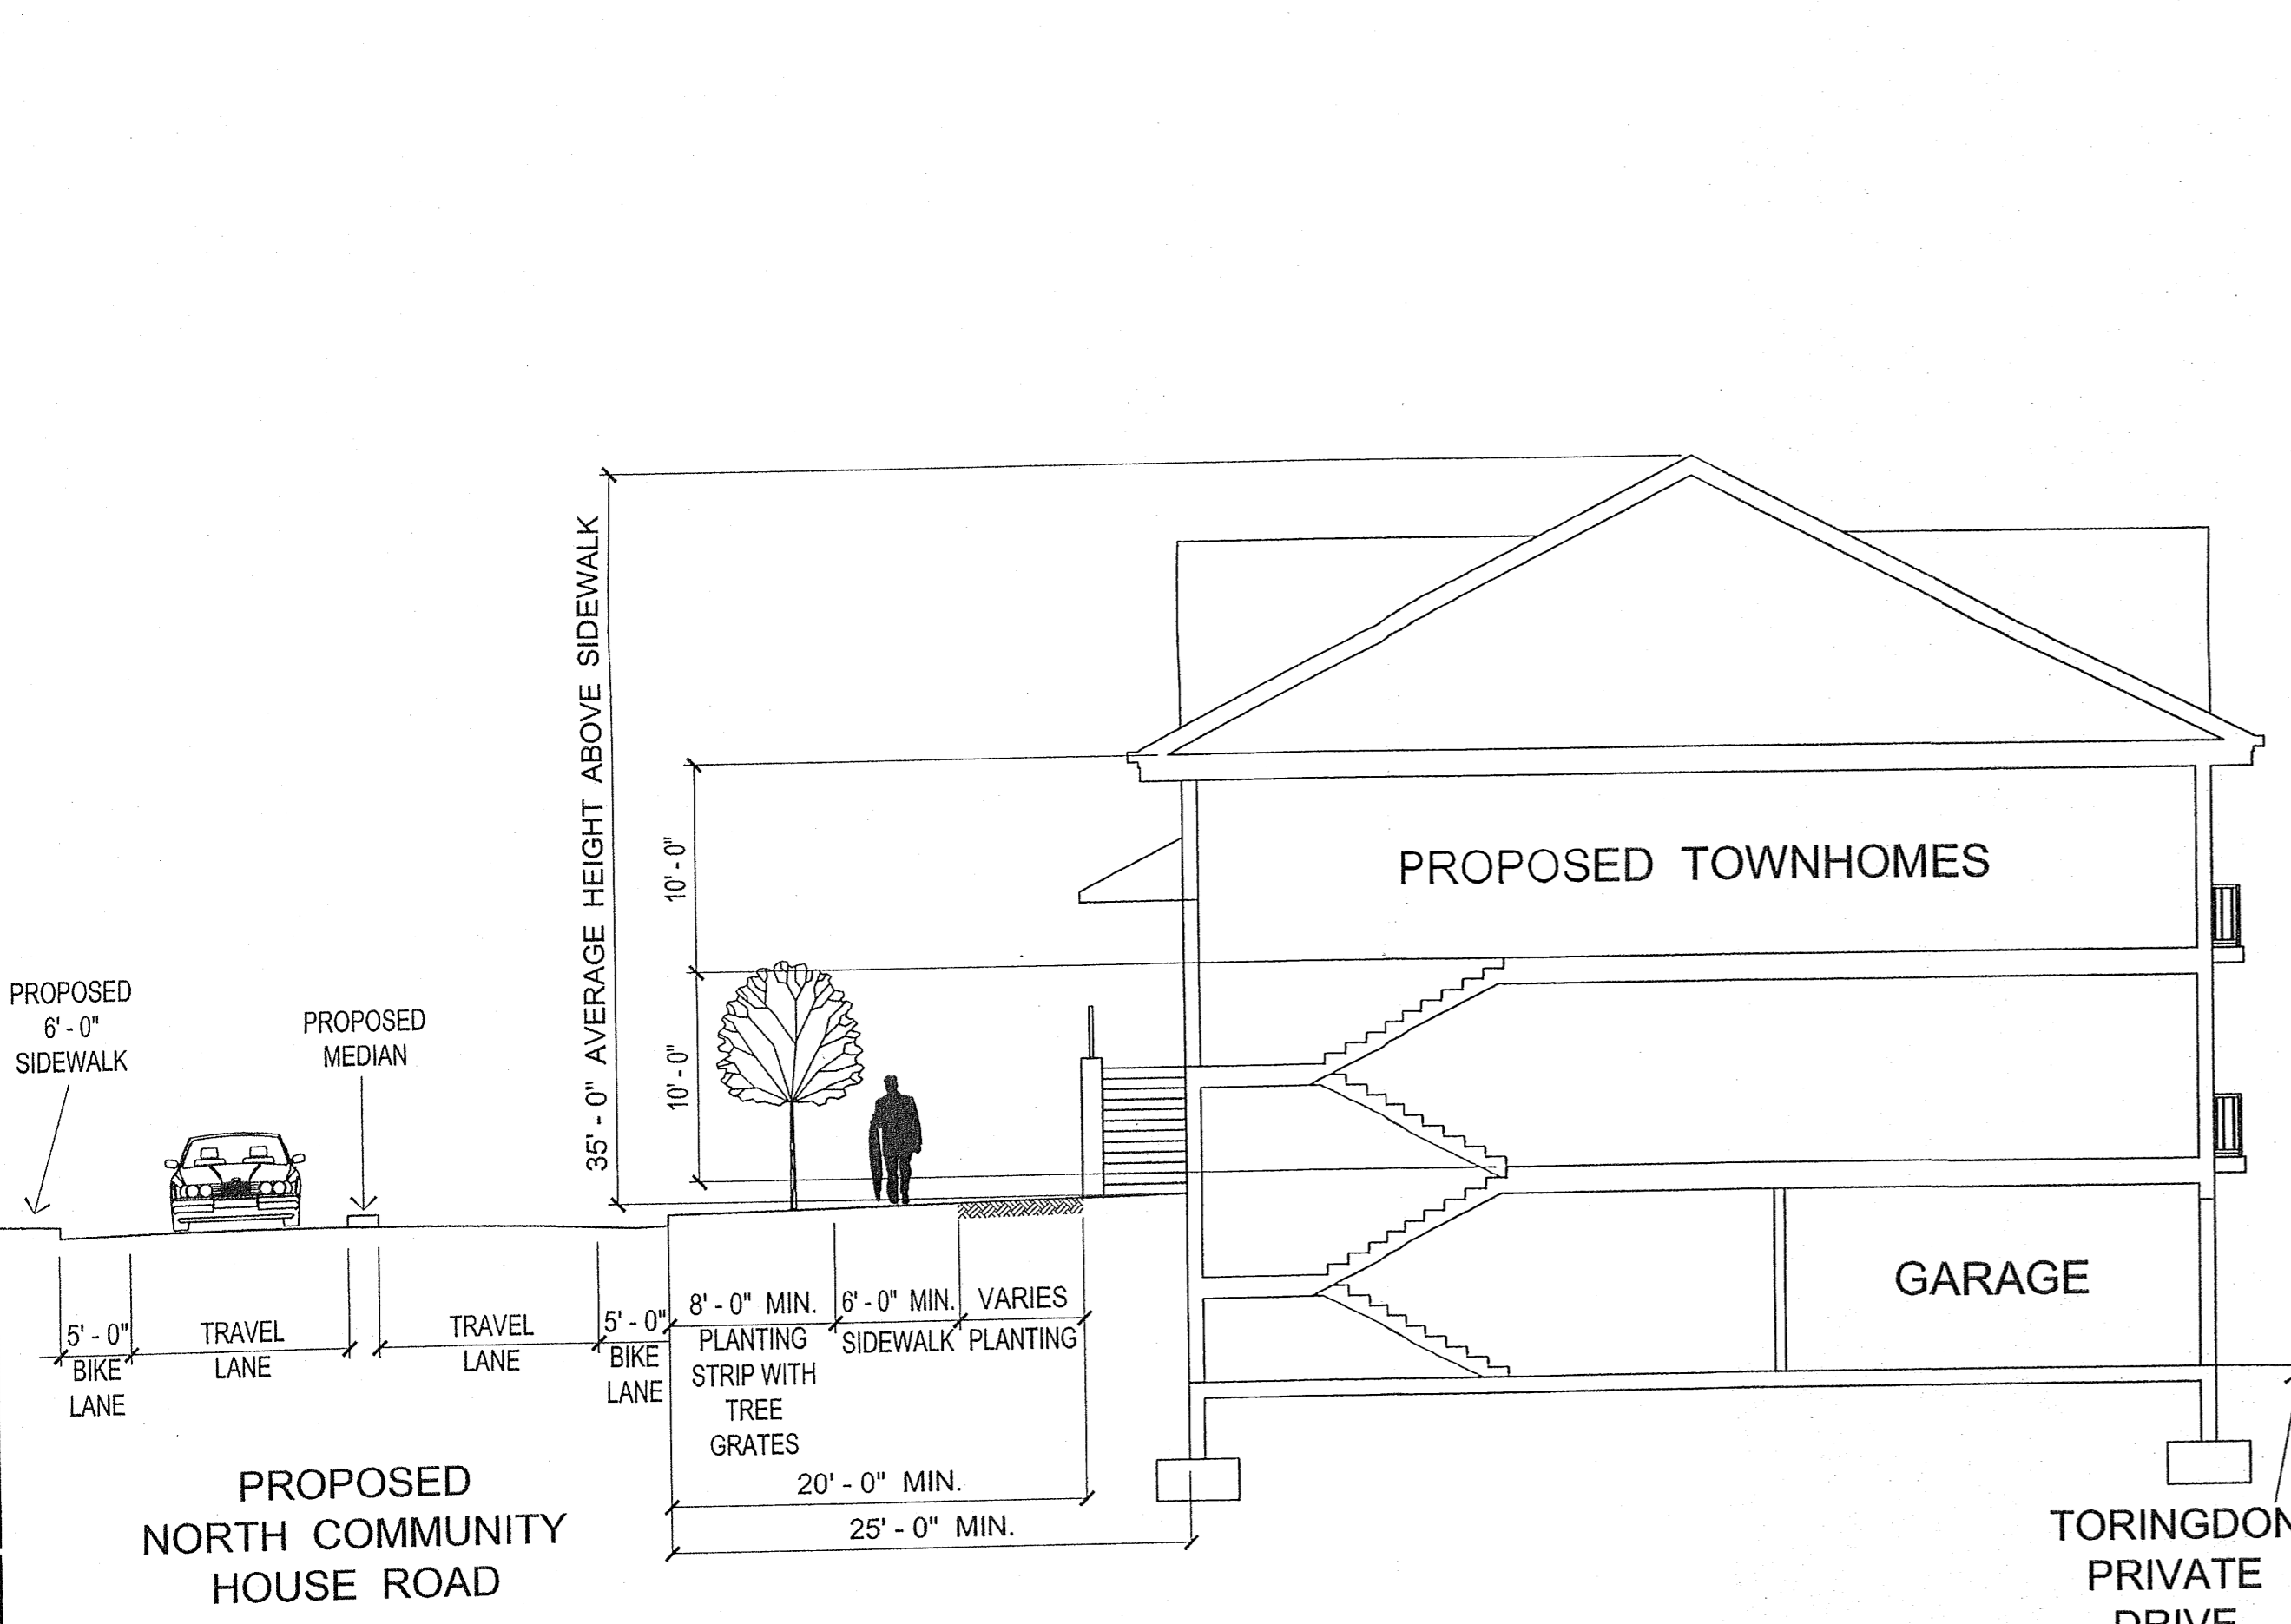 35' - 0" AVERAGE HEIGHT ABOVE SIDEWALK
10' - 0"
10' - 0"
PROPOSED TOWNHOMES
PROPOSED
6' - 0"
SIDEWALK
PROPOSED
MEDIAN
GARAGE
5' - 0"
BIKE
LANE
TRAVEL
LANE
TRAVEL
LANE
5' - 0"
BIKE
LANE
8' - 0" MIN.
PLANTING
STRIP WITH
TREE
GRATES
6' - 0" MIN.
SIDEWALK
VARIES
PLANTING
20' - 0" MIN.
25' - 0" MIN.
PROPOSED
NORTH COMMUNITY
HOUSE ROAD
TORINGDON
PRIVATE
DRIVE